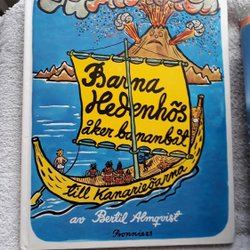 Barna
Hedenhös
åker bananbåt
till Kanarieöarna
av Bertil Almqvist
Bonniers